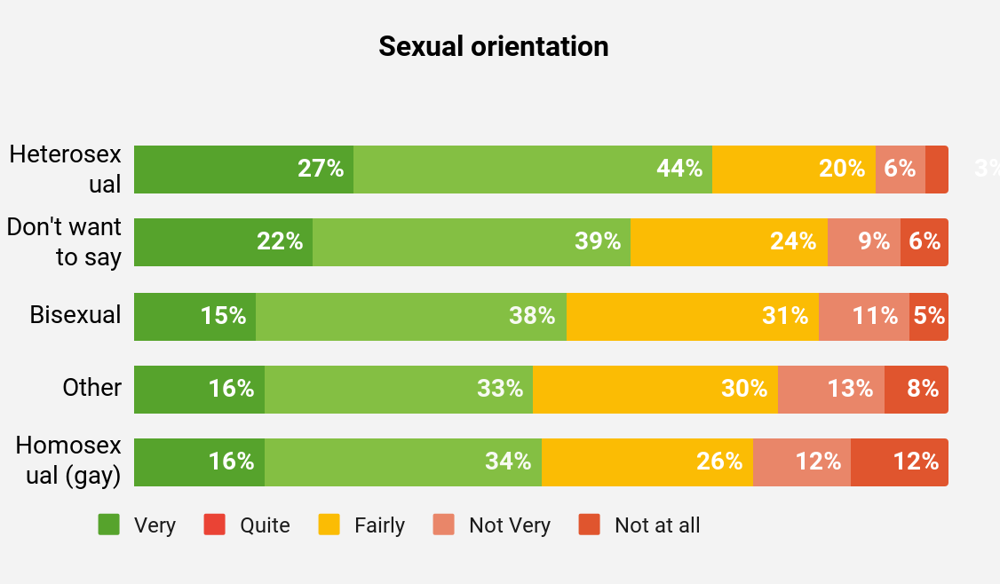 Sexual orientation
Heterosex
ual
27% 44% 20% 6% 3%
Don't want
to say
22% 39% 24% 9% 6%
Bisexual 15% 38% 31% 11% 5%
Other 16% 33% 30% 13% 8%
Homosex
ual (gay)
16% 34% 26% 12% 12%
Very Quite Fairly Not Very Not at all